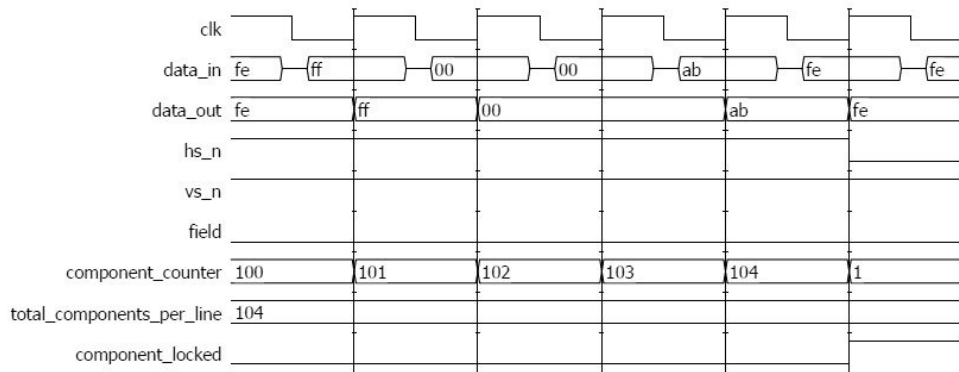 clk
data_in fe ff 00 00 ab fe fe
data_out fe ff 00 ab fe
hs_n
vs_n
field
component_counter 100 101 102 103 104 1
total_components_per_line 104
component_locked